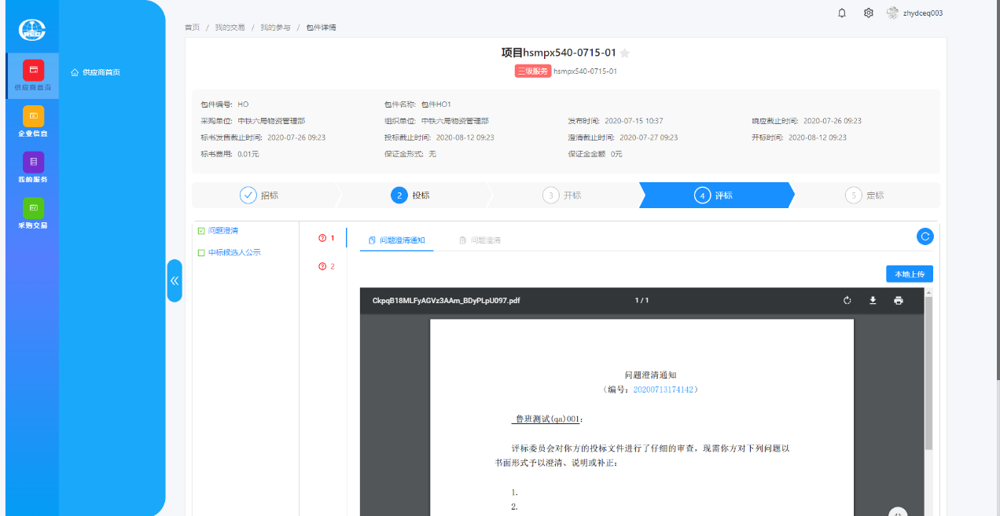 zhydceq003
首页 / 我的交易 / 我的参与 / 包件详情
项目hsmpx540-0715-01
三级服务 hsmpx540-0715-01
供应商首页
供应商首页
企业信息
我的服务
采购交易
包件编号: HO 包件名称: 包件HO1
采购单位: 中铁六局物资管理部 组织单位: 中铁六局物资管理部 发布时间: 2020-07-15 10:37 响应截止时间: 2020-07-26 09:23
标书发售截止时间: 2020-07-26 09:23 投标截止时间: 2020-08-12 09:23 澄清截止时间: 2020-07-27 09:23 开标时间: 2020-08-12 09:23
标书费用: 0.01元 保证金形式: 无 保证金金额 0元
招标 2 投标 3 开标 4 评标 5 定标
问题澄清
中标候选人公示
1
2
问题澄清通知 问题澄清
本地上传
CkpqB18MLFyAGVz3AAm_BDyPLpU097.pdf 1 / 1
问题澄清通知
（编号：20200713174142）
鲁班测试(qa)001：
评标委员会对你方的投标文件进行了仔细的审查，现需你方对下列问题以
书面形式予以澄清、说明或补正：
1.
2.